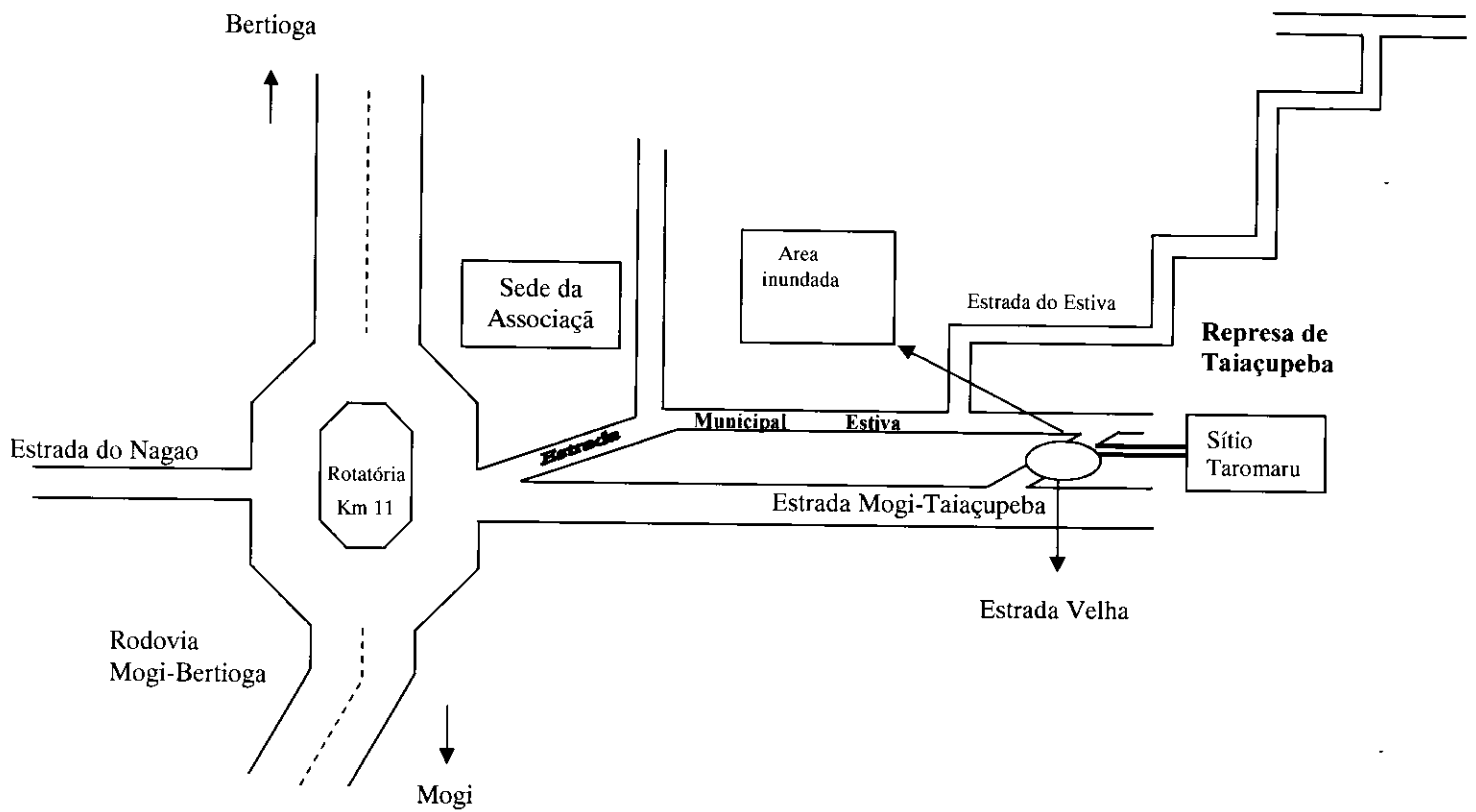 Bertioga
Area
inundada
Sede da
Associaçã
Estrada do Estiva
Represa de
Taiaçupeba
Estrada Municipal Estiva
Estrada do Nagao
Sítio
Taromaru
Rotatória
Km 11
Estrada Mogi-Taiaçupeba
Estrada Velha
Rodovia
Mogi-Bertioga
Mogi